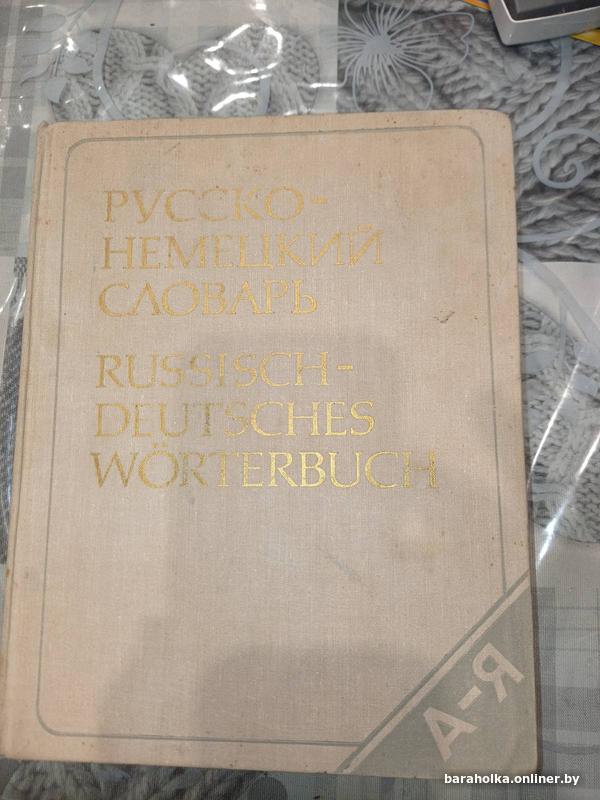 РУССКО-
НЕМЕЦКИЙ
СЛОВАРЬ
RUSSISCH-
DEUTSCHES
WÖRTERBUCH
А-Я
baraholka.onliner.by